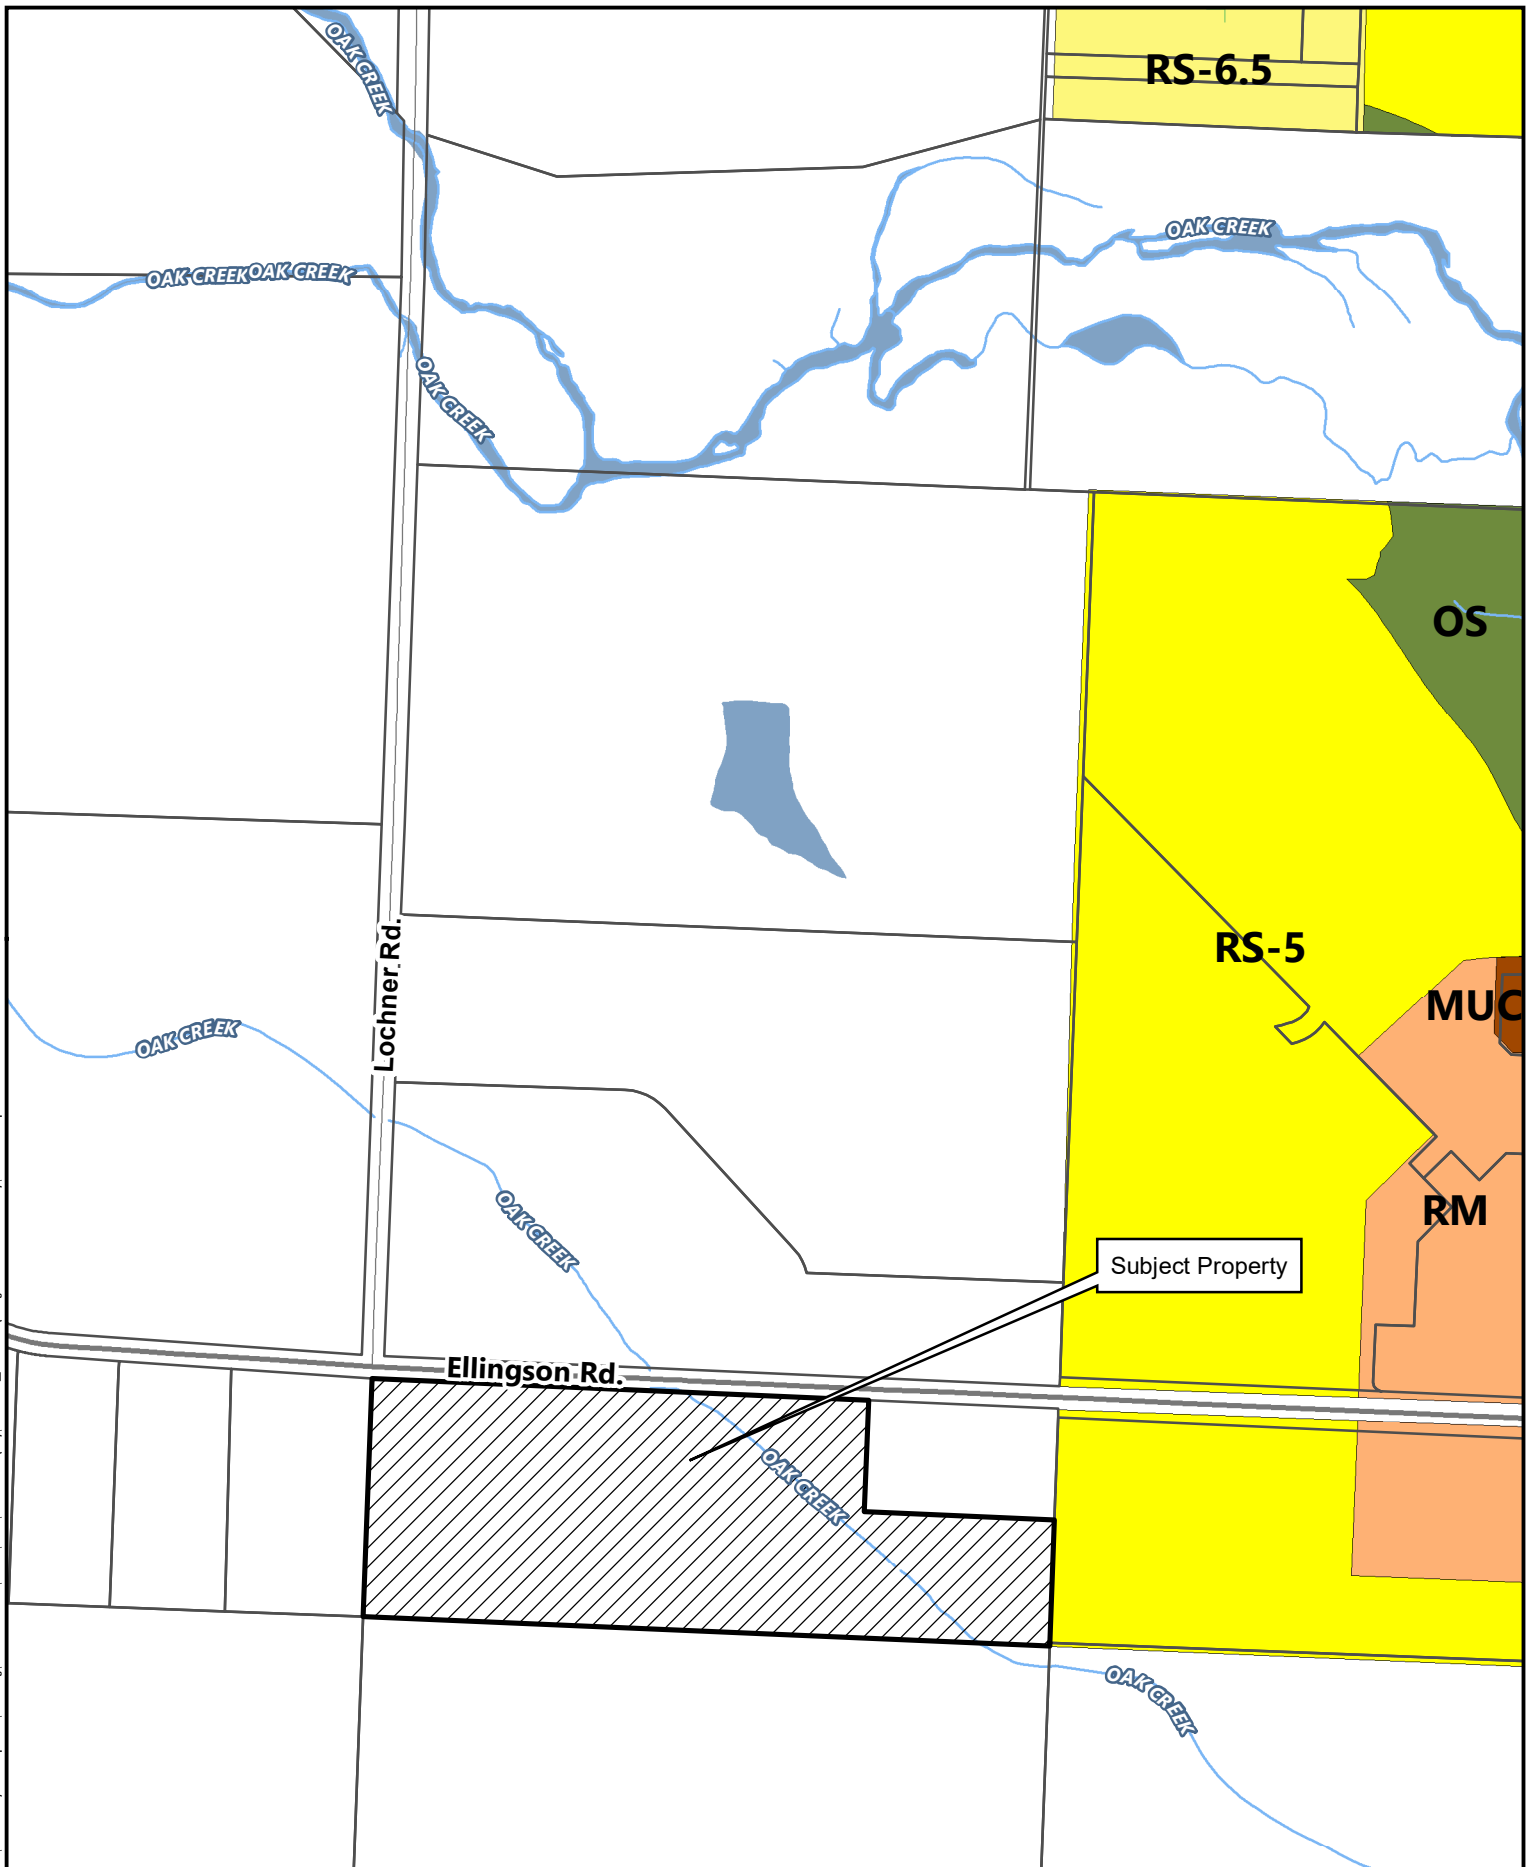 OAK CREEK
RS-6.5
OAK CREEK
OAK CREEK
OAK CREEK
OAK CREEK
OS
RS-5
Lochner Rd.
MUC
OAK CREEK
OAK CREEK
RM
Subject Property
Ellingson Rd.
OAK CREEK
OAK CREEK